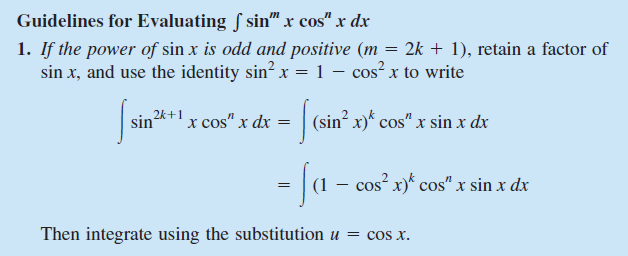 Guidelines for Evaluating ∫ sinᵐ x cosⁿ x dx
1. If the power of sin x is odd and positive (m = 2k + 1), retain a factor of
sin x, and use the identity sin² x = 1 − cos² x to write
∫ sin²ᵏ⁺¹ x cosⁿ x dx = ∫ (sin² x)ᵏ cosⁿ x sin x dx
= ∫ (1 − cos² x)ᵏ cosⁿ x sin x dx
Then integrate using the substitution u = cos x.